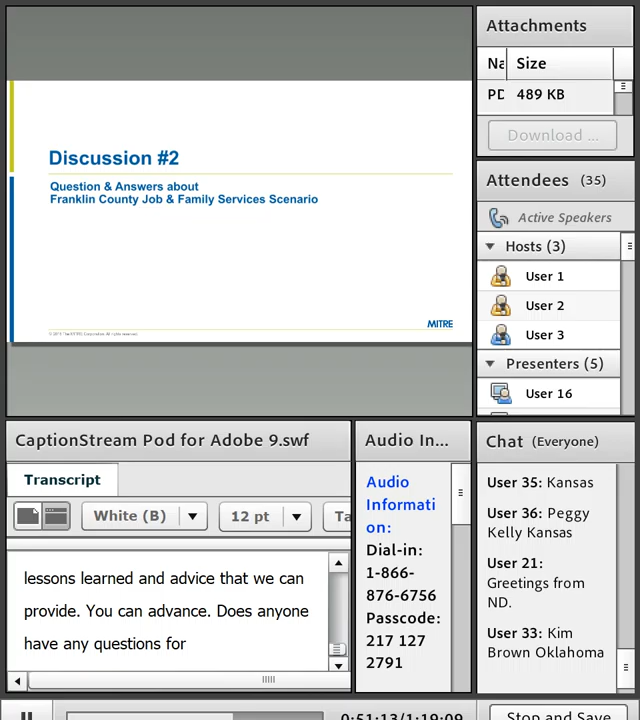 Discussion #2
Question & Answers about
Franklin County Job & Family Services Scenario
MITRE
Attachments
Size
489 KB
Download ...
Attendees (35)
Active Speakers
Hosts (3)
User 1
User 2
User 3
Presenters (5)
User 16
CaptionStream Pod for Adobe 9.swf
Transcript
White (B)
12 pt
Ta
lessons learned and advice that we can
provide. You can advance. Does anyone
have any questions for
Audio In...
Audio
Informati
on:
Dial-in:
1-866-
876-6756
Passcode:
217 127
2791
Chat (Everyone)
User 35: Kansas
User 36: Peggy
Kelly Kansas
User 21:
Greetings from
ND.
User 33: Kim
Brown Oklahoma
0:51:13/1:19:09
Stop and Save